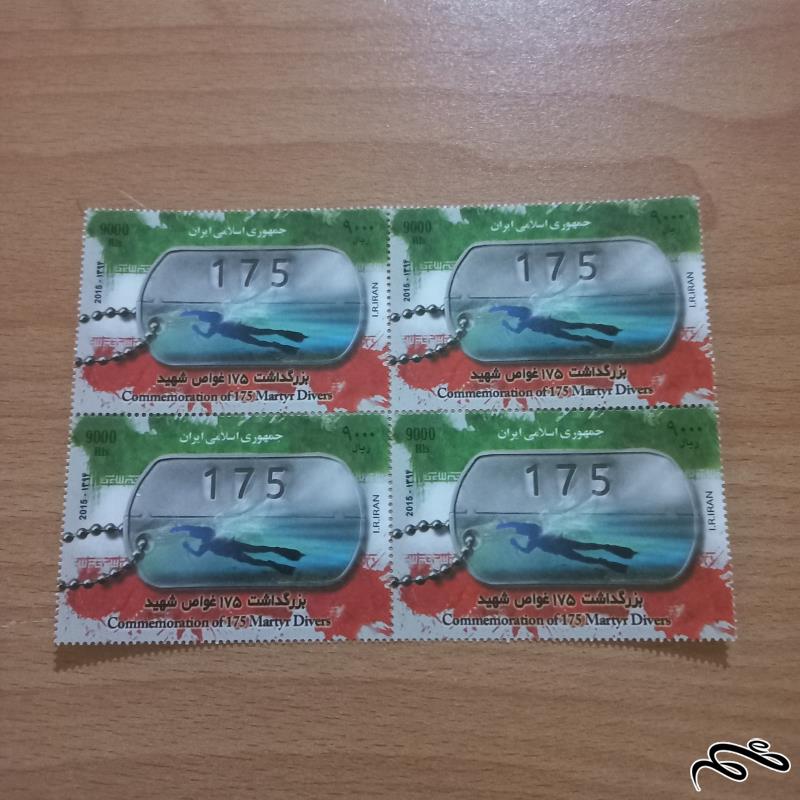 9000 Rls
جمهوری اسلامی ایران
۹۰۰۰ ریال
2015 - ۱۳۹۴
175
I.R.IRAN
بزرگداشت ۱۷۵ غواص شهید
Commemoration of 175 Martyr Divers
9000 Rls
جمهوری اسلامی ایران
۹۰۰۰ ریال
2015 - ۱۳۹۴
175
I.R.IRAN
بزرگداشت ۱۷۵ غواص شهید
Commemoration of 175 Martyr Divers
9000 Rls
جمهوری اسلامی ایران
۹۰۰۰ ریال
2015 - ۱۳۹۴
175
I.R.IRAN
بزرگداشت ۱۷۵ غواص شهید
Commemoration of 175 Martyr Divers
9000 Rls
جمهوری اسلامی ایران
۹۰۰۰ ریال
2015 - ۱۳۹۴
175
I.R.IRAN
بزرگداشت ۱۷۵ غواص شهید
Commemoration of 175 Martyr Divers